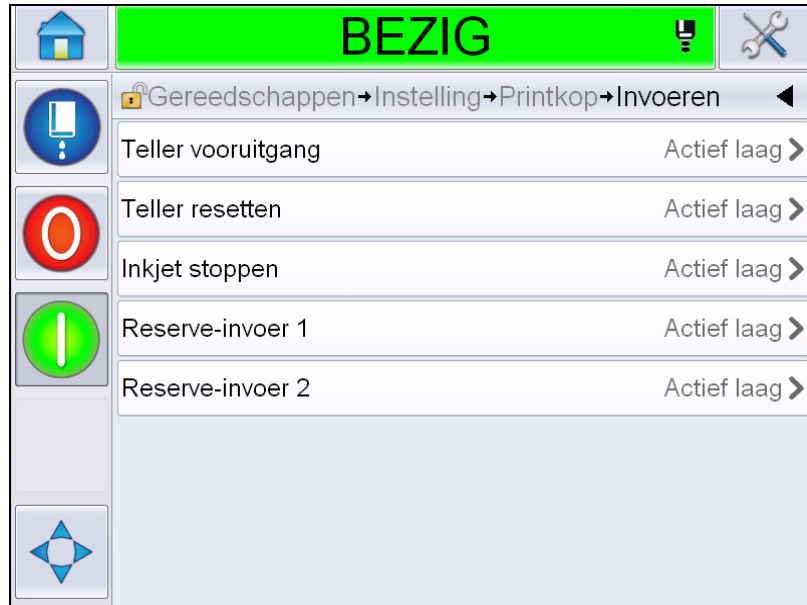 BEZIG
Gereedschappen→Instelling→Printkop→Invoeren
Teller vooruitgang Actief laag
Teller resetten Actief laag
Inkjet stoppen Actief laag
Reserve-invoer 1 Actief laag
Reserve-invoer 2 Actief laag